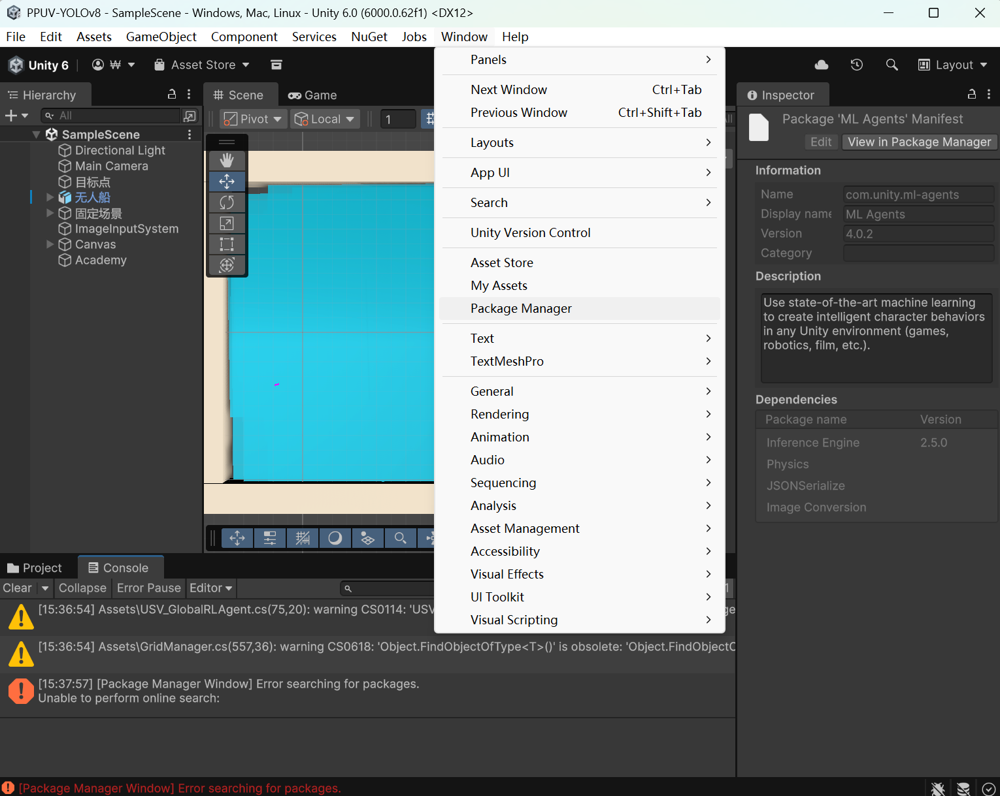 PPUV-YOLOv8 - SampleScene - Windows, Mac, Linux - Unity 6.0 (6000.0.62f1) <DX12>
File Edit Assets GameObject Component Services NuGet Jobs Window Help
Unity 6
Asset Store
Layout
Hierarchy
All
SampleScene
Directional Light
Main Camera
目标点
无人船
固定场景
ImageInputSystem
Canvas
Academy
Scene
Game
Pivot
Local
1
Panels
Next Window Ctrl+Tab
Previous Window Ctrl+Shift+Tab
Layouts
App UI
Search
Unity Version Control
Asset Store
My Assets
Package Manager
Text
TextMeshPro
General
Rendering
Animation
Audio
Sequencing
Analysis
Asset Management
Accessibility
Visual Effects
UI Toolkit
Visual Scripting
Inspector
Package 'ML Agents' Manifest
Edit
View in Package Manager
Information
Name com.unity.ml-agents
Display name ML Agents
Version 4.0.2
Category
Description
Use state-of-the-art machine learning
to create intelligent character behaviors
in any Unity environment (games,
robotics, film, etc.).
Dependencies
Package name Version
Inference Engine 2.5.0
Physics
JSONSerialize
Image Conversion
Project
Console
Clear
Collapse
Error Pause
Editor
[15:36:54] Assets\USV_GlobalRLAgent.cs(75,20): warning CS0114: 'USV
[15:36:54] Assets\GridManager.cs(557,36): warning CS0618: 'Object.FindObjectOfType<T>()' is obsolete: 'Object.FindObject
[15:37:57] [Package Manager Window] Error searching for packages.
Unable to perform online search:
[Package Manager Window] Error searching for packages.